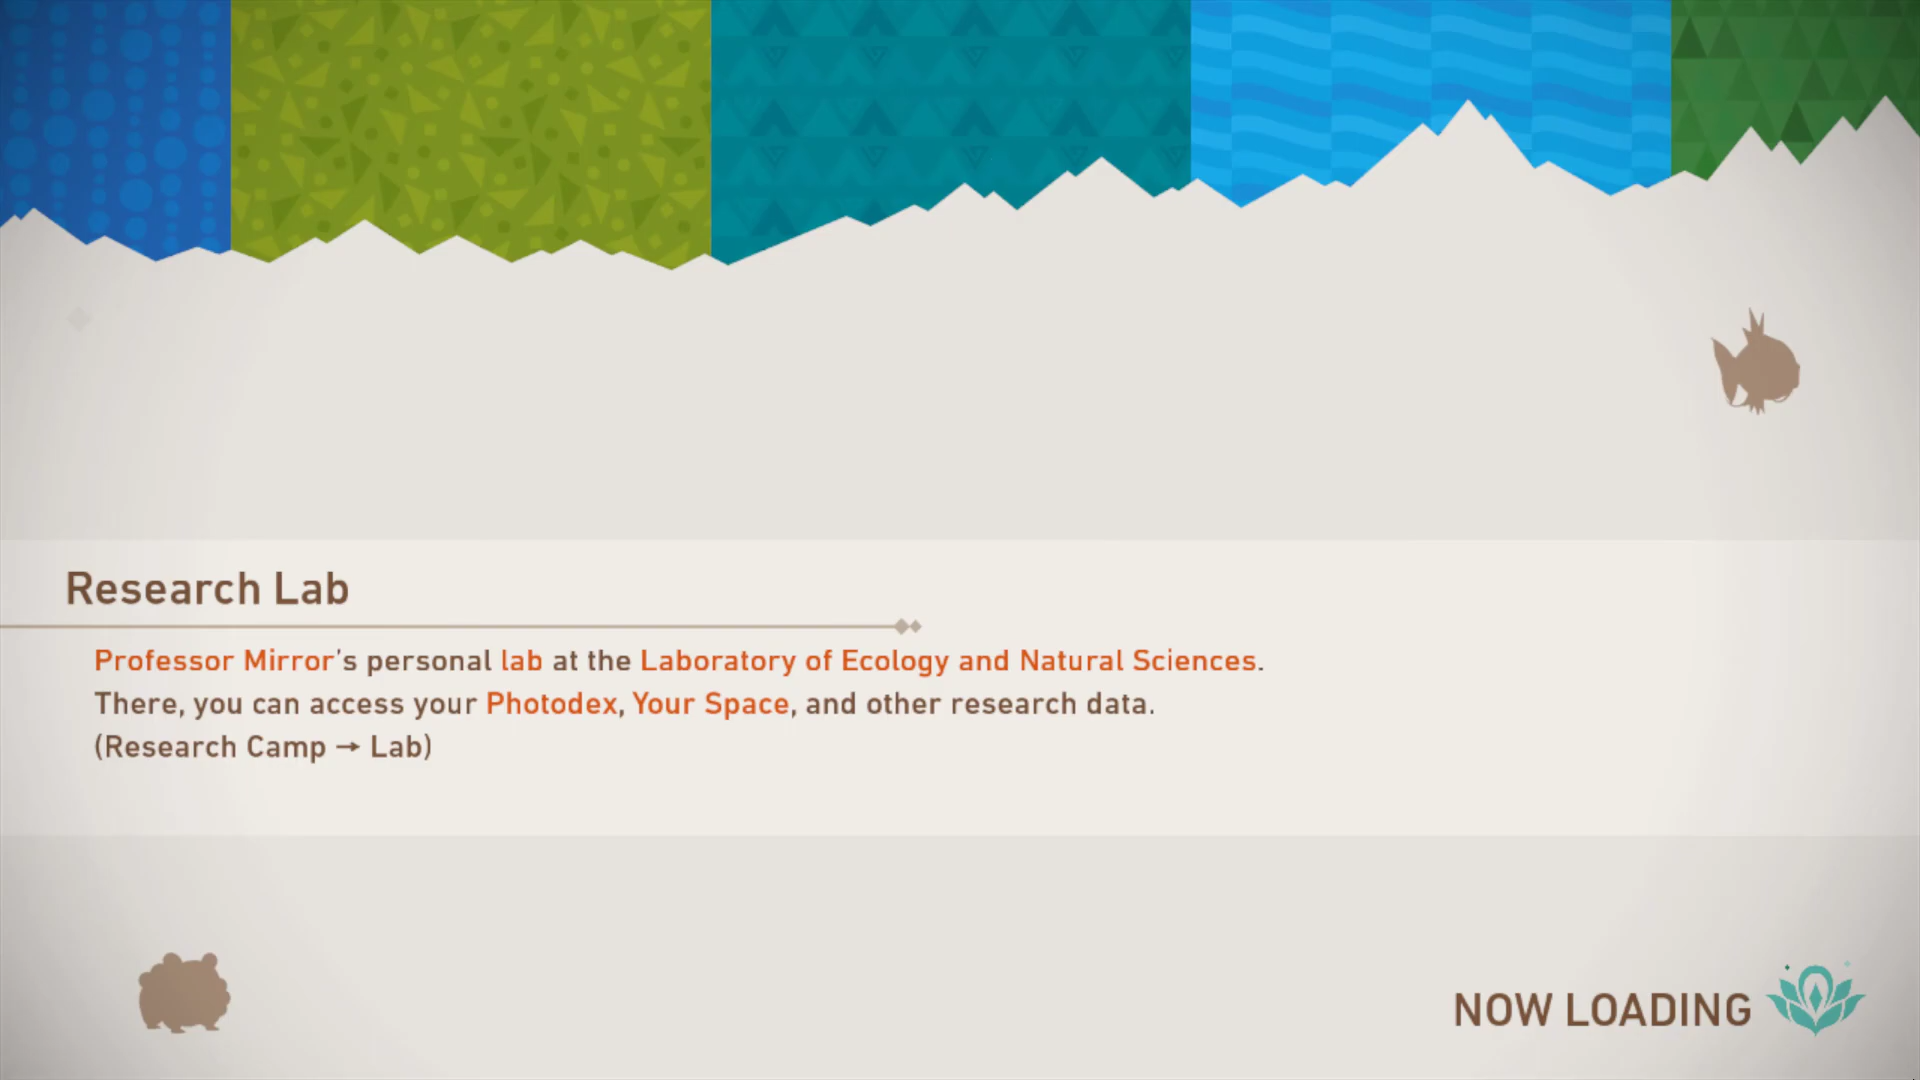 Research Lab
Professor Mirror's personal lab at the Laboratory of Ecology and Natural Sciences.
There, you can access your Photodex, Your Space, and other research data.
(Research Camp → Lab)
NOW LOADING